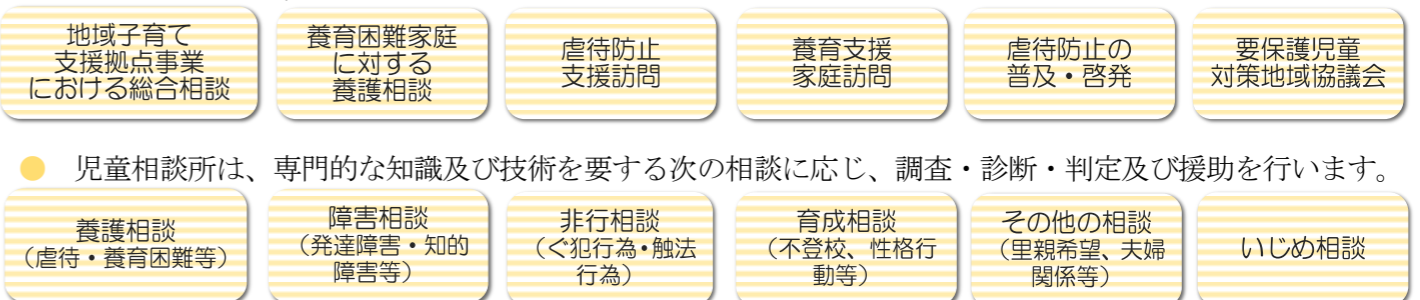 地域子育て
支援拠点事業
における総合相談
養育困難家庭
に対する
養護相談
虐待防止
支援訪問
養育支援
家庭訪問
虐待防止の
普及・啓発
要保護児童
対策地域協議会
● 児童相談所は、専門的な知識及び技術を要する次の相談に応じ、調査・診断・判定及び援助を行います。
養護相談
（虐待・養育困難等）
障害相談
（発達障害・知的
障害等）
非行相談
（ぐ犯行為・触法
行為）
育成相談
（不登校、性格行
動等）
その他の相談
（里親希望、夫婦
関係等）
いじめ相談